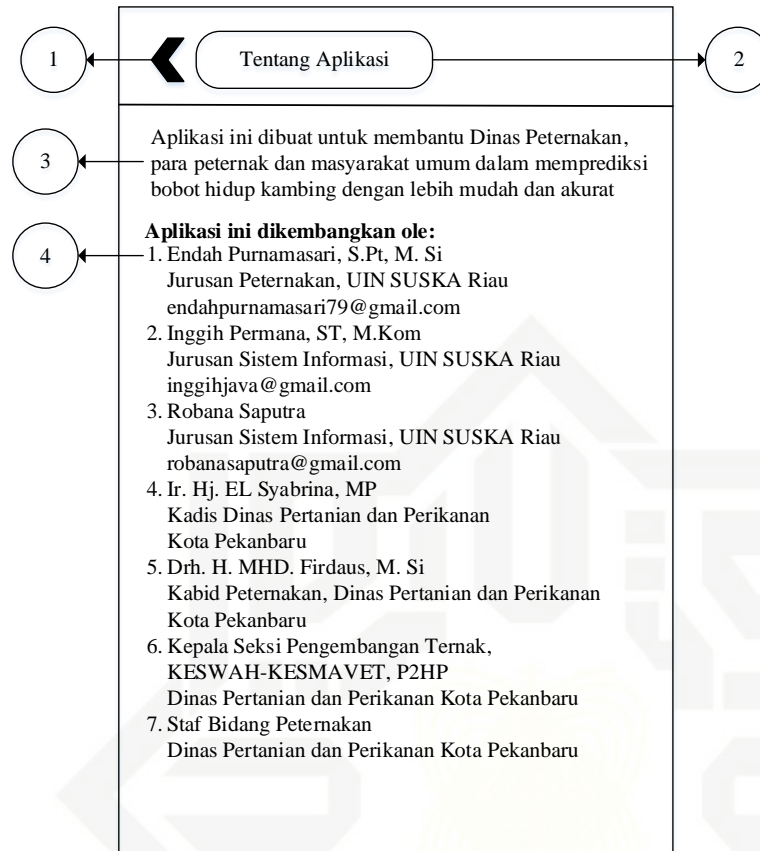 1
Tentang Aplikasi
2
Aplikasi ini dibuat untuk membantu Dinas Peternakan,
3
para peternak dan masyarakat umum dalam memprediksi
bobot hidup kambing dengan lebih mudah dan akurat
Aplikasi ini dikembangkan ole:
4
1. Endah Purnamasari, S.Pt, M. Si
Jurusan Peternakan, UIN SUSKA Riau
endahpurnamasari79@gmail.com
2. Inggih Permana, ST, M.Kom
Jurusan Sistem Informasi, UIN SUSKA Riau
inggihjava@gmail.com
3. Robana Saputra
Jurusan Sistem Informasi, UIN SUSKA Riau
robanasaputra@gmail.com
4. Ir. Hj. EL Syabrina, MP
Kadis Dinas Pertanian dan Perikanan
Kota Pekanbaru
5. Drh. H. MHD. Firdaus, M. Si
Kabid Peternakan, Dinas Pertanian dan Perikanan
Kota Pekanbaru
6. Kepala Seksi Pengembangan Ternak,
KESWAH-KESMAVET, P2HP
Dinas Pertanian dan Perikanan Kota Pekanbaru
7. Staf Bidang Peternakan
Dinas Pertanian dan Perikanan Kota Pekanbaru